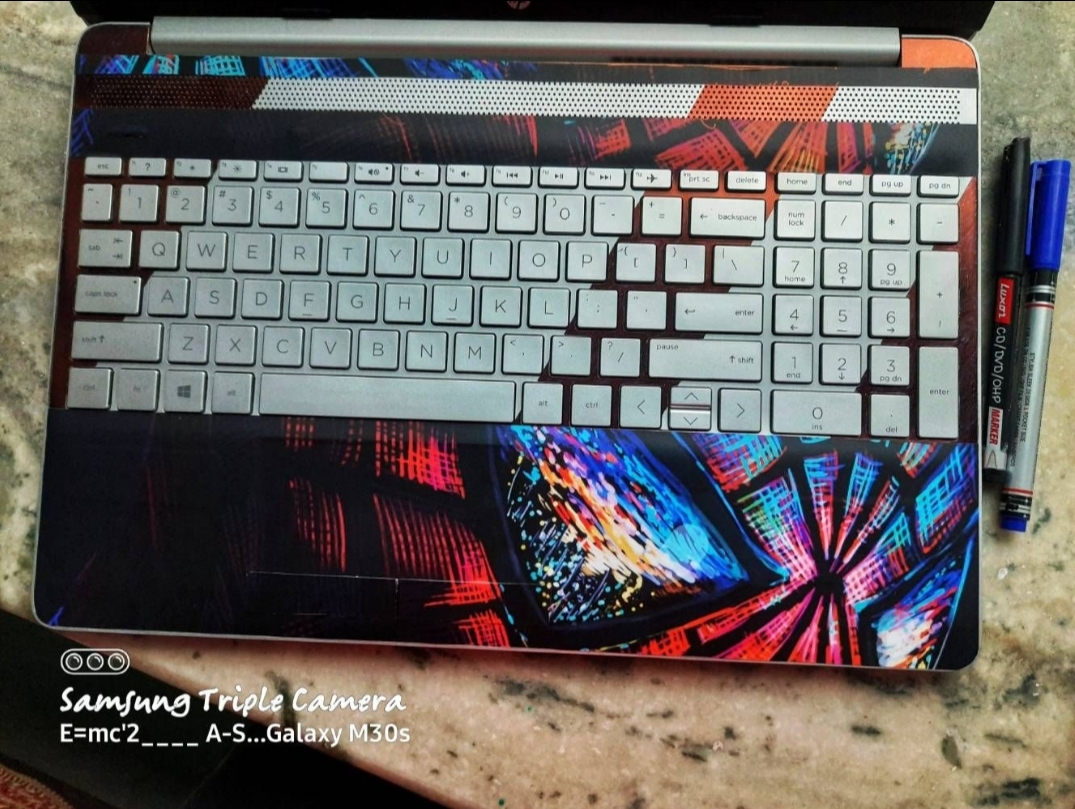 esc ? prt sc delete home end pg up pg dn
~ 1 @ 2 # 3 $ 4 % 5 ^ 6 & 7 * 8 ( 9 ) 0 - + = ← backspace num lock / * -
tab Q W E R T Y U I O P { [ } ] | \ 7 home 8 ↑ 9 pg up +
caps lock A S D F G H J K L : ; " ' ← enter 4 ← 5 6 →
shift ↑ Z X C V B N M < , > . ? / pause ↑ shift 1 end 2 ↓ 3 pg dn enter
ctrl fn alt alt ctrl 0 ins . del
LUXOR CD/DVD/OHP MARKER
Samsung Triple Camera
E=mc'2____ A-S...Galaxy M30s